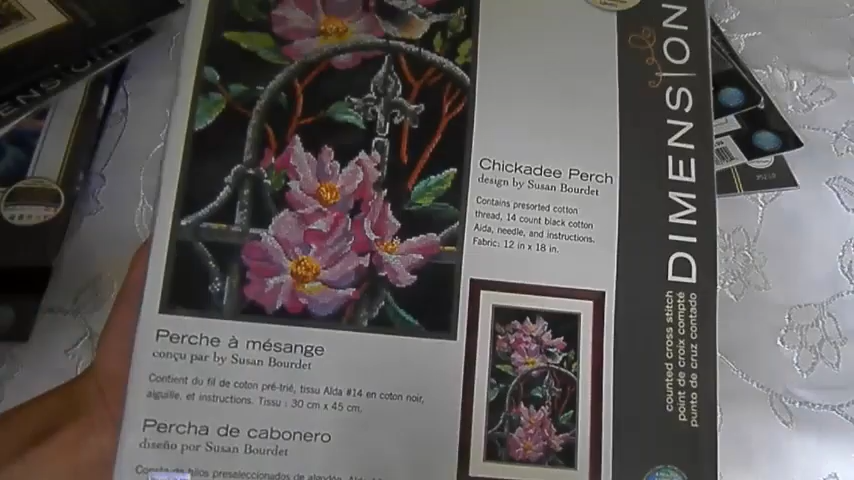 Chickadee Perch
design by Susan Bourdet
Contains presorted cotton
thread, 14 count black cotton
Aida, needle, and instructions.
Fabric: 12 in x 18 in.
Perche à mésange
conçu par by Susan Bourdet
Contient du fil de coton pré-trié, tissu Aida #14 en coton noir,
aiguille, et instructions. Tissu : 30 cm x 45 cm.
Percha de cabonero
diseño por Susan Bourdet
DIMENSION
counted cross stitch
point de croix compté
punto de cruz contado
ENSION